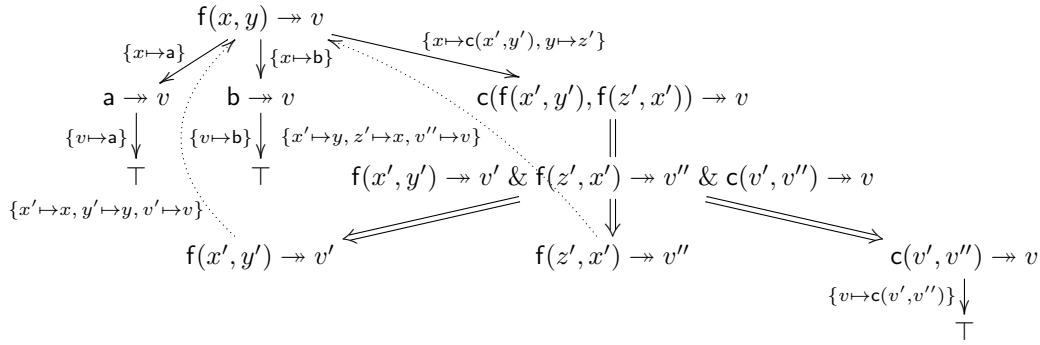 f(x, y) ↠ v
{x↦a}
{x↦b}
{x↦c(x′,y′), y↦z′}
a ↠ v
b ↠ v
c(f(x′, y′), f(z′, x′)) ↠ v
{v↦a}
{v↦b}
{x′↦y, z′↦x, v″↦v}
⊤
⊤
f(x′, y′) ↠ v′ & f(z′, x′) ↠ v″ & c(v′, v″) ↠ v
{x′↦x, y′↦y, v′↦v}
f(x′, y′) ↠ v′
f(z′, x′) ↠ v″
c(v′, v″) ↠ v
{v↦c(v′,v″)}
⊤